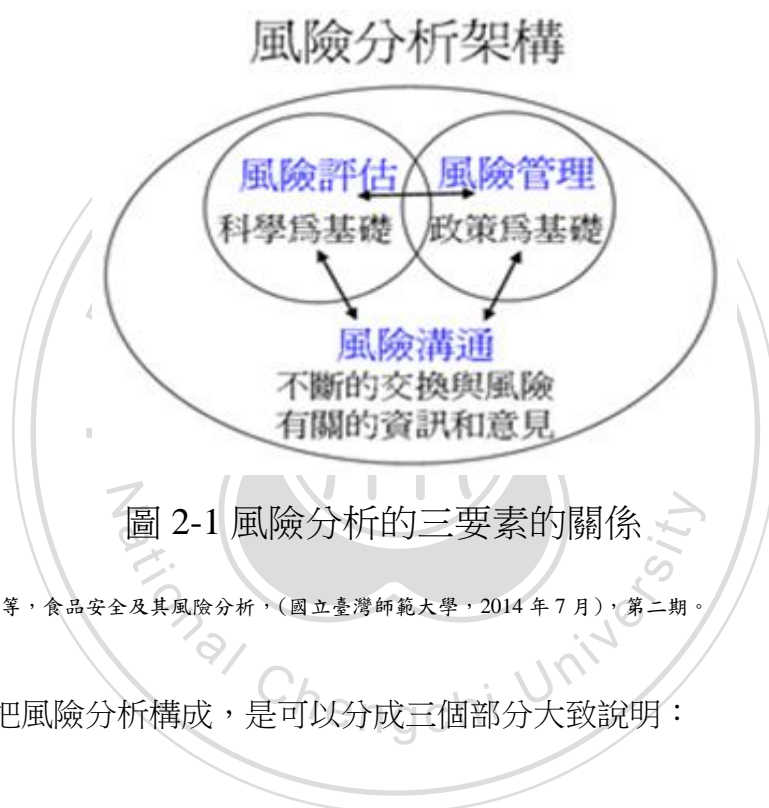 風險分析架構
風險評估 風險管理
科學爲基礎 政策爲基礎
風險溝通
不斷的交換與風險
有關的資訊和意見
圖 2-1 風險分析的三要素的關係
等，食品安全及其風險分析，(國立臺灣師範大學，2014 年 7 月)，第二期。
把風險分析構成，是可以分成三個部分大致說明：
National Chengchi University